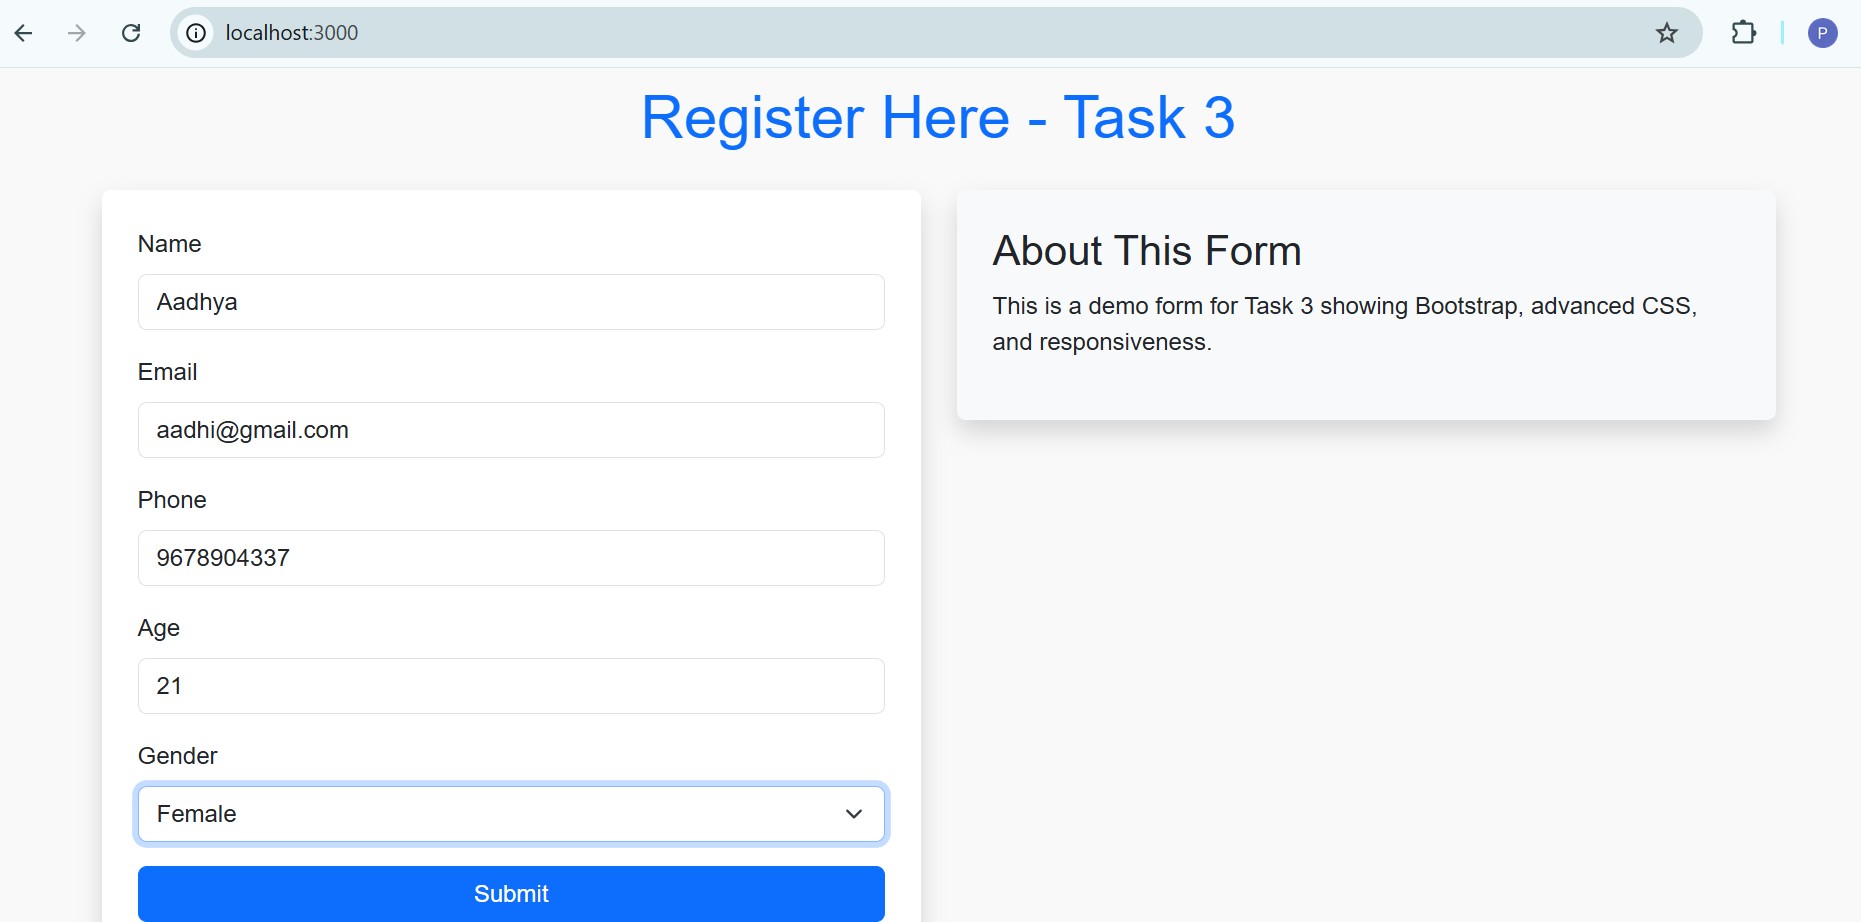 localhost:3000
P
Register Here - Task 3
Name
Aadhya
Email
aadhi@gmail.com
Phone
9678904337
Age
21
Gender
Female
Submit
About This Form
This is a demo form for Task 3 showing Bootstrap, advanced CSS,
and responsiveness.